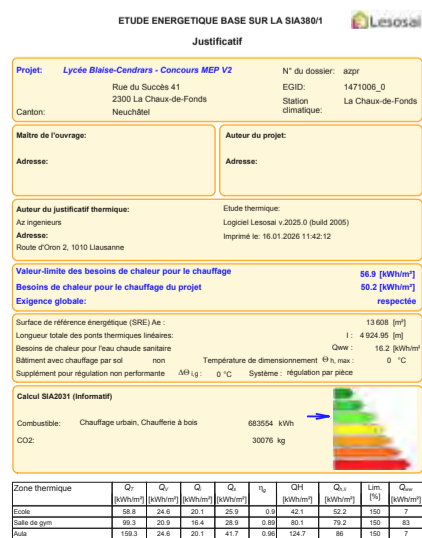 ETUDE ENERGETIQUE BASE SUR LA SIA380/1
Lesosai
Justificatif
Projet: Lycée Blaise-Cendrars - Concours MEP V2
N° du dossier: azpr
Rue du Succès 41
EGID: 1471006_0
2300 La Chaux-de-Fonds
Station climatique: La Chaux-de-Fonds
Canton: Neuchâtel
Maître de l'ouvrage:
Adresse:
Auteur du projet:
Adresse:
Auteur du justificatif thermique:
Az ingenieurs
Adresse:
Route d'Oron 2, 1010 Llausanne
Etude thermique:
Logiciel Lesosai v.2025.0 (build 2005)
Imprimé le: 16.01.2026 11:42:12
Valeur-limite des besoins de chaleur pour le chauffage 56.9 [kWh/m²]
Besoins de chaleur pour le chauffage du projet 50.2 [kWh/m²]
Exigence globale: respectée
Surface de référence énergétique (SRE) Ae : 13 608 [m²]
Longueur totale des ponts thermiques linéaires: l : 4 924.95 [m]
Besoins de chaleur pour l'eau chaude sanitaire Qww : 16.2 [kWh/m²
Bâtiment avec chauffage par sol non Température de dimensionnement Θ h, max : 0 °C
Supplément pour régulation non performante ΔΘ i,g : 0 °C Système : régulation par pièce
Calcul SIA2031 (Informatif)
Combustible: Chauffage urbain, Chaufferie à bois 683554 kWh
CO2: 30076 kg
Zone thermique QT QV Qi Qs ηg QH Qh,li Lim. Qww
[kWh/m²] [kWh/m²] [kWh/m²] [kWh/m²] [kWh/m²] [kWh/m²] [%] [kWh/m²]
Ecole 58.8 24.6 20.1 25.9 0.9 42.1 52.2 150 7
Salle de gym 99.3 20.9 16.4 28.9 0.89 80.1 79.2 150 83
Aula 159.3 24.6 20.1 41.7 0.96 124.7 86 150 7